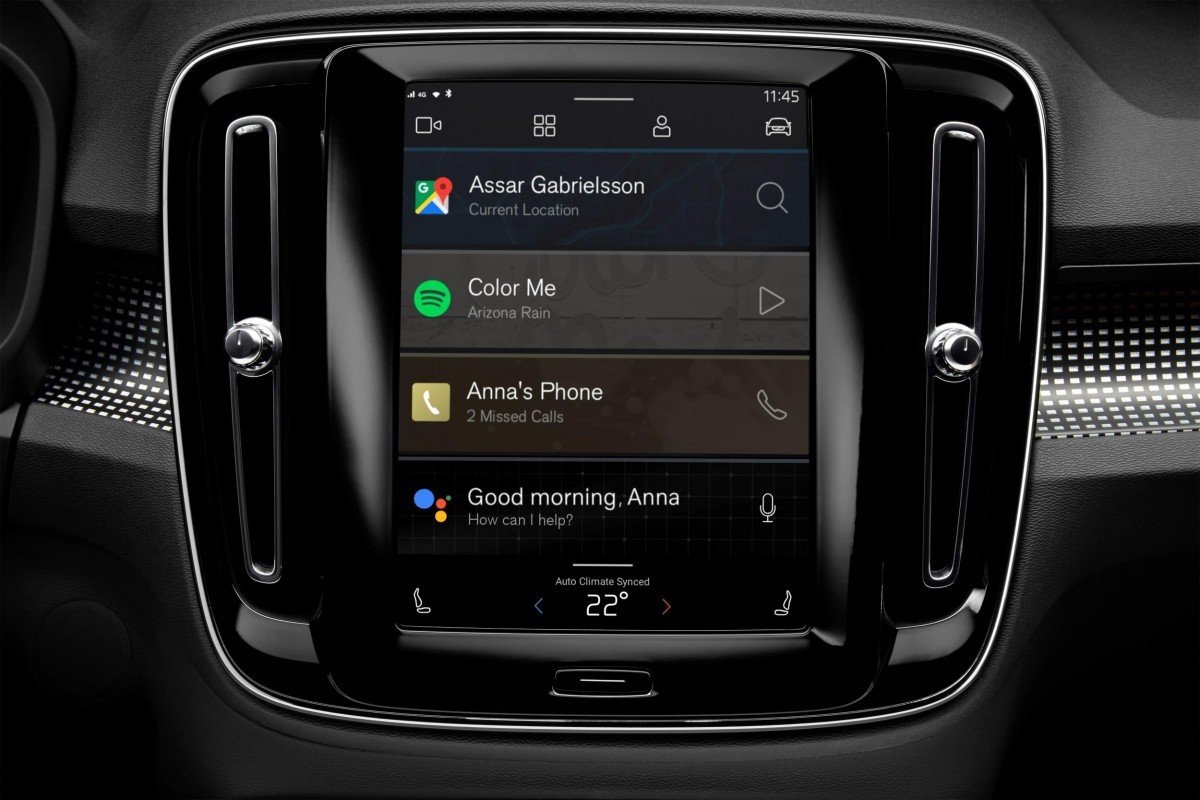 4G
11:45
G
Assar Gabrielsson
Current Location
Color Me
Arizona Rain
Anna's Phone
2 Missed Calls
Good morning, Anna
How can I help?
Auto Climate Synced
22°